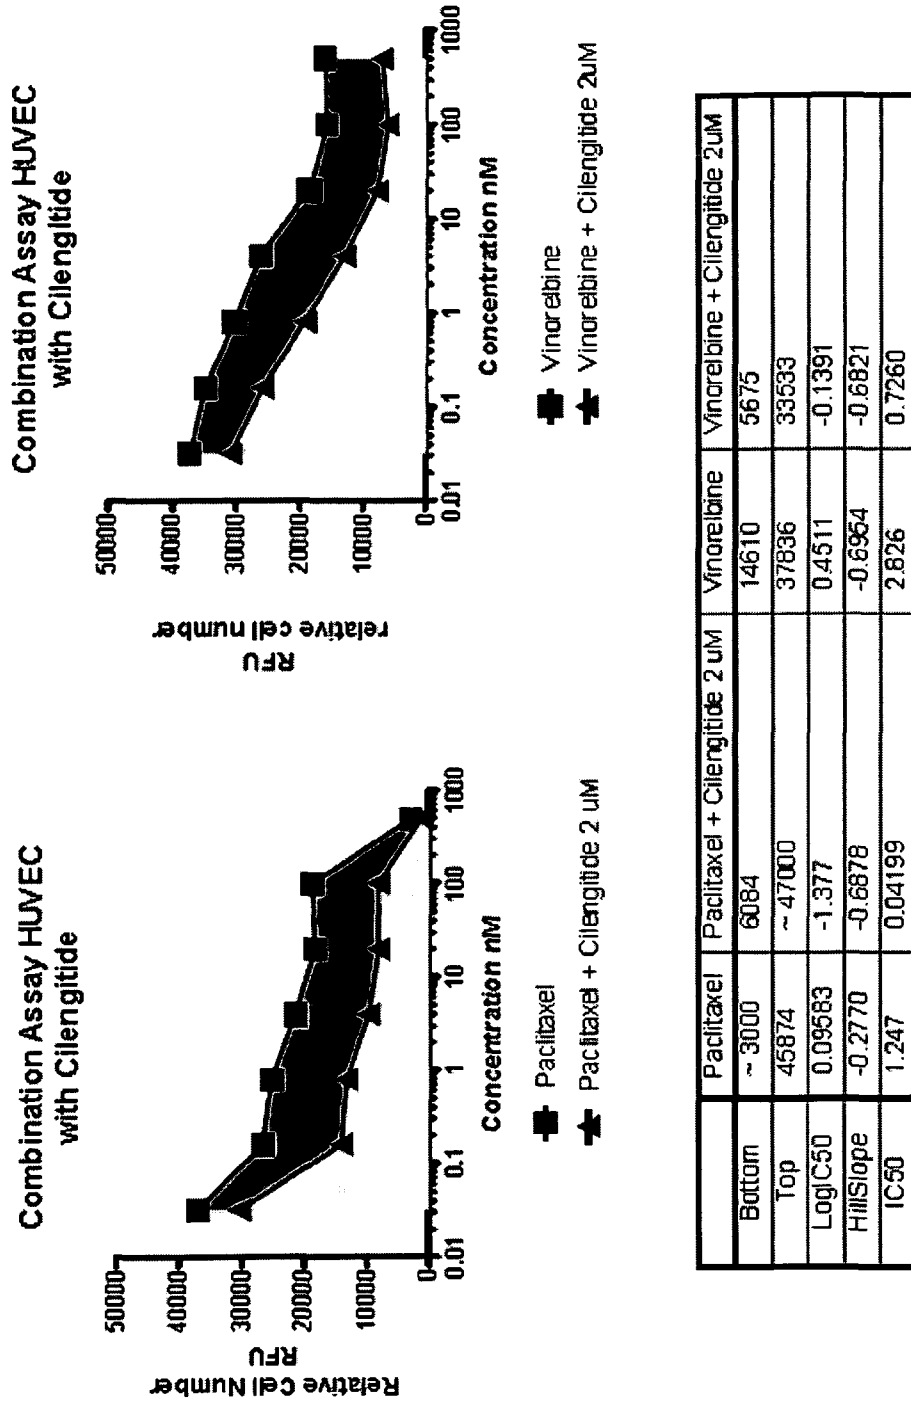 Combination Assay HUVEC
with Cilengitide
50000
40000
30000
20000
10000
0
0.01
0.1
1
10
100
1000
Relative Cell Number
RFU
Concentration nM
Paclitaxel
Paclitaxel + Cilengitide 2 uM
Combination Assay HUVEC
with Cilengitide
50000
40000
30000
20000
10000
0
0.01
0.1
1
10
100
1000
RFU
relative cell number
Concentration nM
Vinorelbine
Vinorelbine + Cilengitide 2uM
Paclitaxel Paclitaxel + Cilengitide 2 uM Vinorelbine Vinorelbine + Cilengitide 2uM
Bottom ~ 3000 6084 14610 5675
Top 45874 ~ 47000 37836 33533
LogIC50 0.09583 -1.377 0.4511 -0.1391
HillSlope -0.2770 -0.6878 -0.6954 -0.6821
IC50 1.247 0.04199 2.826 0.7260